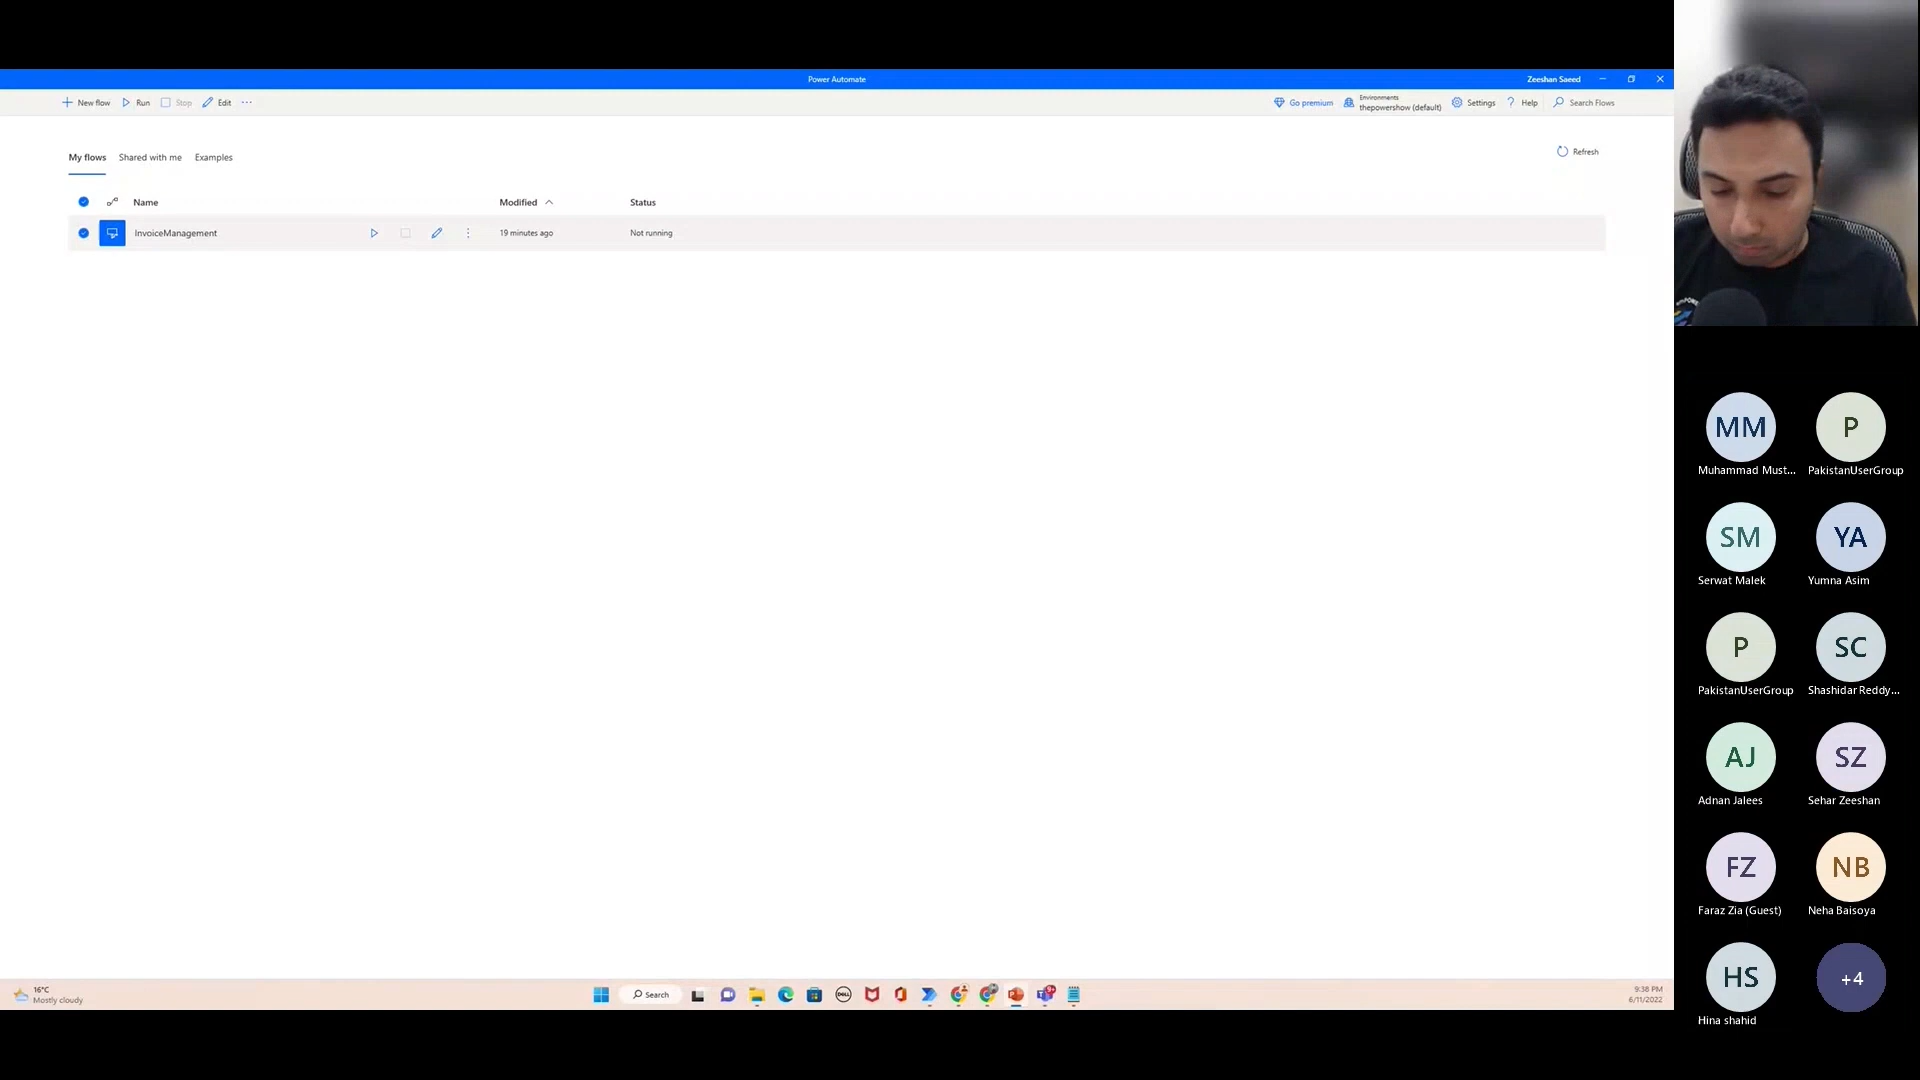 Power Automate
Zeeshan Saeed
New flow
Run
Stop
Edit
Go premium
Environments
thepowershow (default)
Settings
Help
Search Flows
My flows
Shared with me
Examples
Refresh
Name
Modified
Status
InvoiceManagement
19 minutes ago
Not running
MM
Muhammad Must...
P
PakistanUserGroup
SM
Serwat Malek
YA
Yumna Asim
P
PakistanUserGroup
SC
Shashidar Reddy...
AJ
Adnan Jalees
SZ
Sehar Zeeshan
FZ
Faraz Zia (Guest)
NB
Neha Baisoya
HS
Hina shahid
+4
16°C
Mostly cloudy
Search
DELL
9:38 PM
6/11/2022